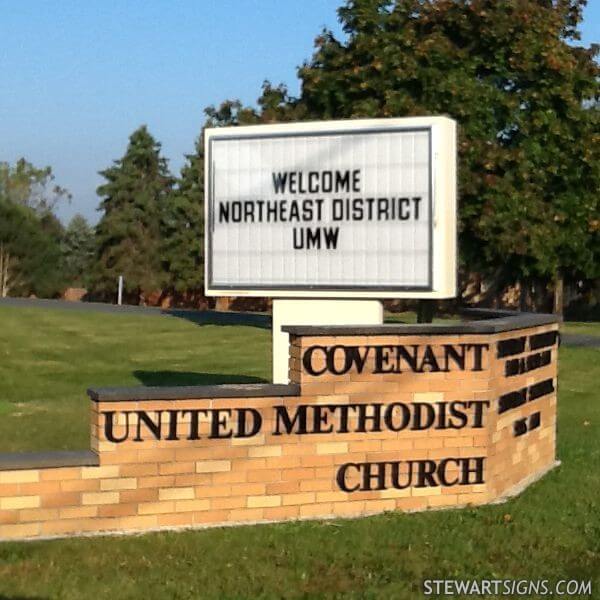 WELCOME
NORTHEAST DISTRICT
UMW
COVENANT
UNITED METHODIST
CHURCH
STEWARTSIGNS.COM